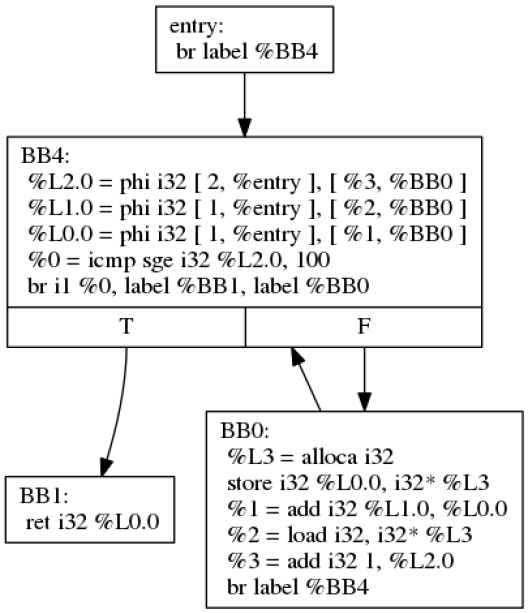 entry:
br label %BB4
BB4:
%L2.0 = phi i32 [ 2, %entry ], [ %3, %BB0 ]
%L1.0 = phi i32 [ 1, %entry ], [ %2, %BB0 ]
%L0.0 = phi i32 [ 1, %entry ], [ %1, %BB0 ]
%0 = icmp sge i32 %L2.0, 100
br i1 %0, label %BB1, label %BB0
T
F
BB0:
%L3 = alloca i32
store i32 %L0.0, i32* %L3
%1 = add i32 %L1.0, %L0.0
%2 = load i32, i32* %L3
%3 = add i32 1, %L2.0
br label %BB4
BB1:
ret i32 %L0.0